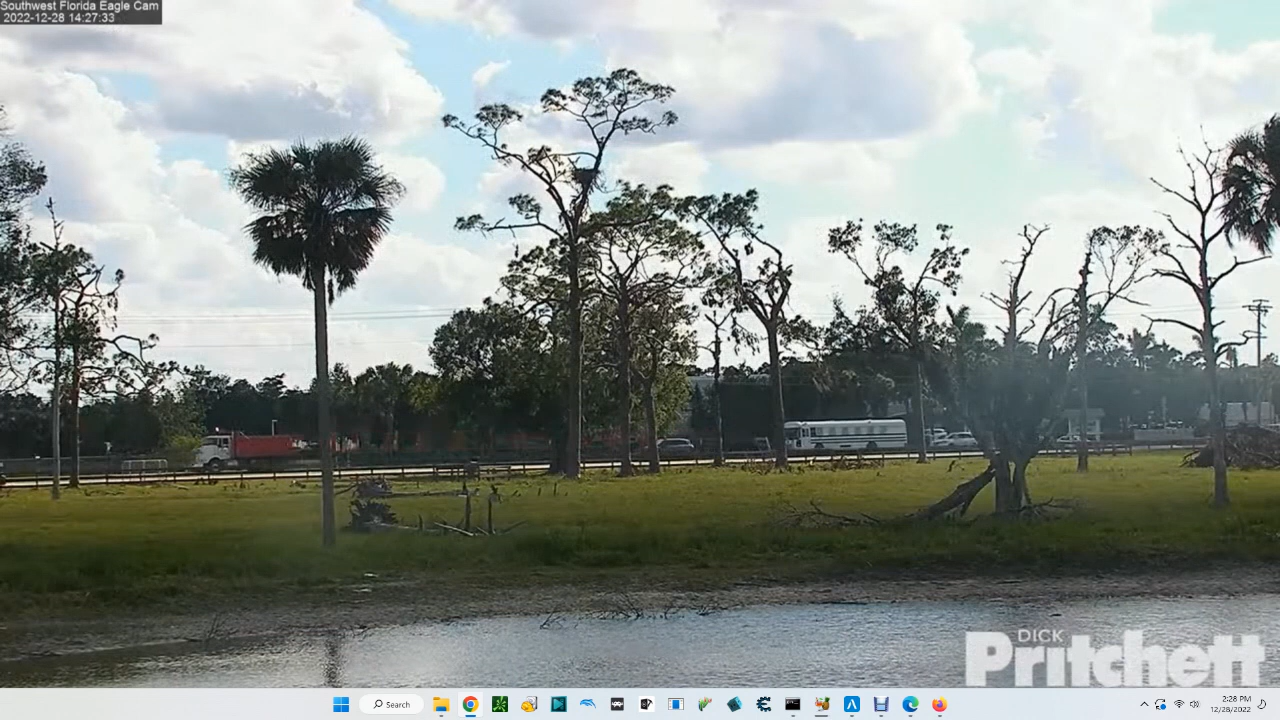 Southwest Florida Eagle Cam
2022-12-28 14:27:33
DICK
Pritchett
Search
2:28 PM
12/28/2022